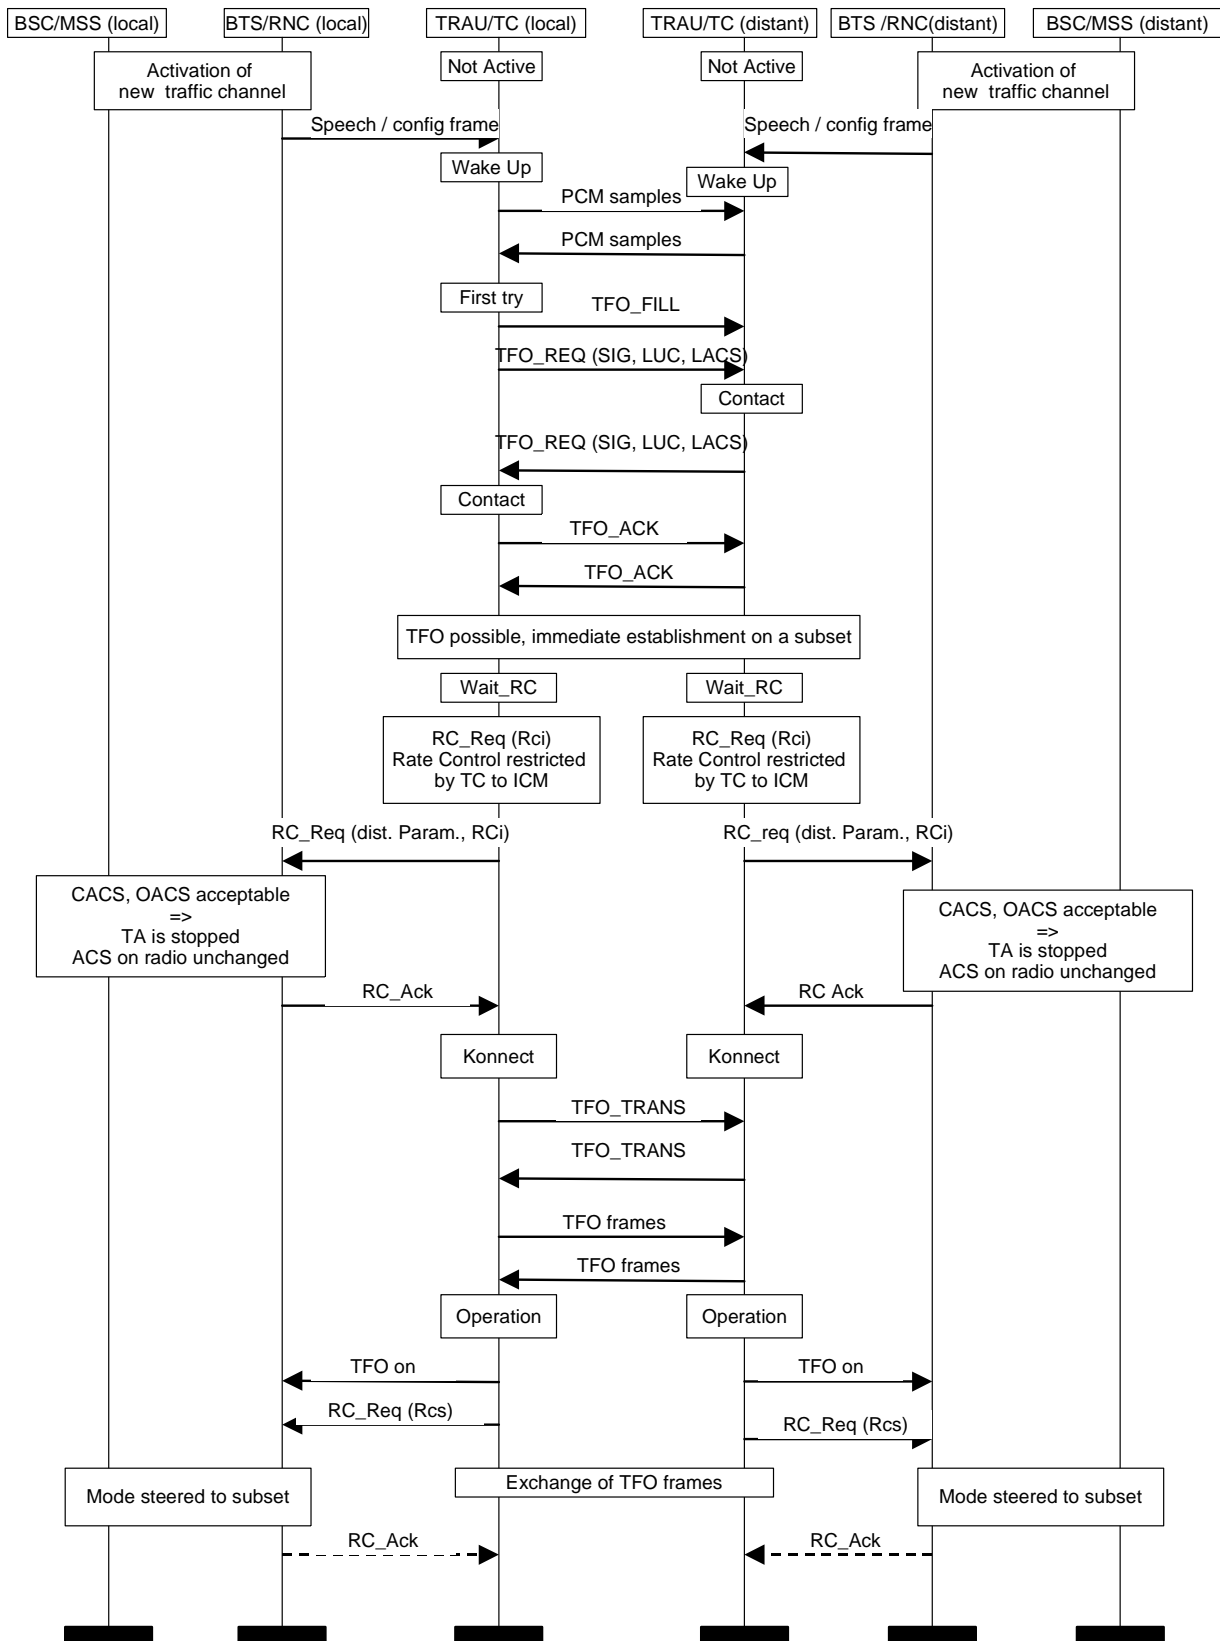 BSC/MSS (local)
BTS/RNC (local)
TRAU/TC (local)
TRAU/TC (distant)
BTS /RNC(distant)
BSC/MSS (distant)
Activation of
new traffic channel
Not Active
Not Active
Activation of
new traffic channel
Speech / config frame
Speech / config frame
Wake Up
Wake Up
PCM samples
PCM samples
First try
TFO_FILL
TFO_REQ (SIG, LUC, LACS)
Contact
TFO_REQ (SIG, LUC, LACS)
Contact
TFO_ACK
TFO_ACK
TFO possible, immediate establishment on a subset
Wait_RC
Wait_RC
RC_Req (Rci)
Rate Control restricted
by TC to ICM
RC_Req (Rci)
Rate Control restricted
by TC to ICM
RC_Req (dist. Param., RCi)
RC_req (dist. Param., RCi)
CACS, OACS acceptable
=>
TA is stopped
ACS on radio unchanged
CACS, OACS acceptable
=>
TA is stopped
ACS on radio unchanged
RC_Ack
RC Ack
Konnect
Konnect
TFO_TRANS
TFO_TRANS
TFO frames
TFO frames
Operation
Operation
TFO on
TFO on
RC_Req (Rcs)
RC_Req (Rcs)
Mode steered to subset
Exchange of TFO frames
Mode steered to subset
RC_Ack
RC_Ack